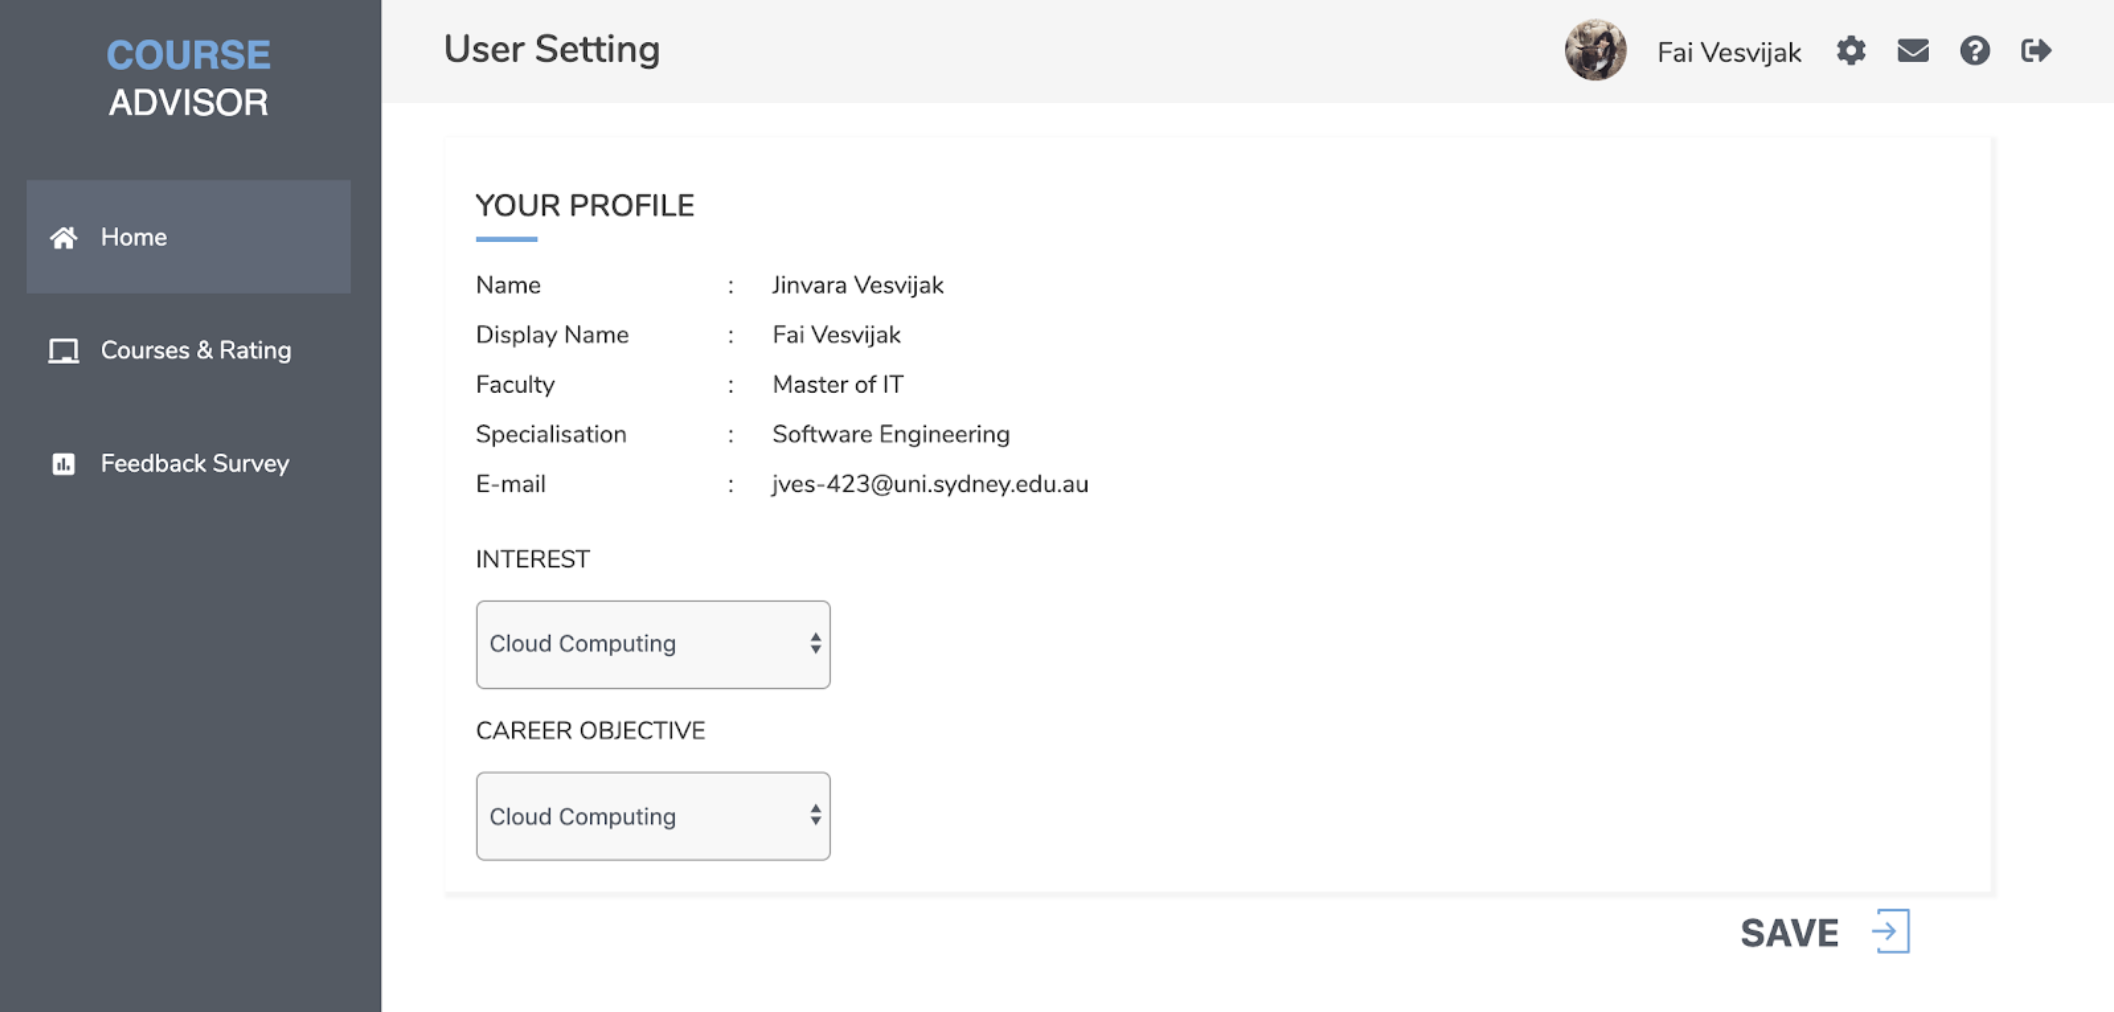 COURSE
ADVISOR
Home
Courses & Rating
Feedback Survey
User Setting
Fai Vesvijak
YOUR PROFILE
Name : Jinvara Vesvijak
Display Name : Fai Vesvijak
Faculty : Master of IT
Specialisation : Software Engineering
E-mail : jves-423@uni.sydney.edu.au
INTEREST
Cloud Computing
CAREER OBJECTIVE
Cloud Computing
SAVE